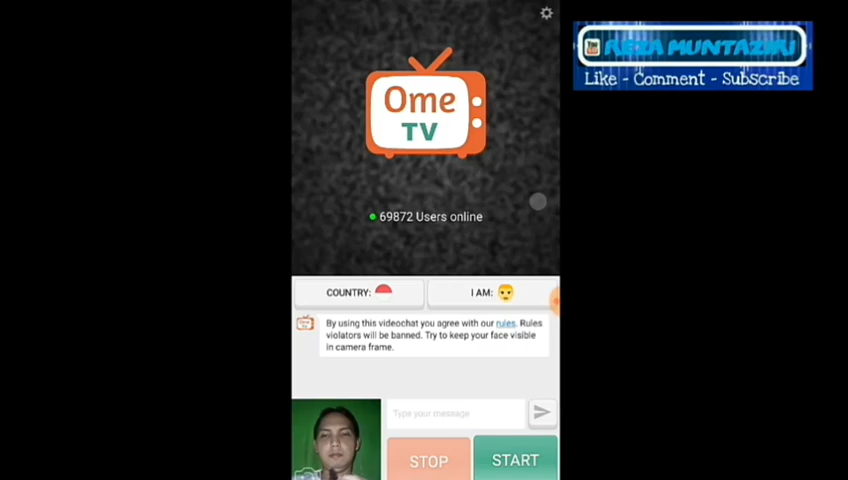 REZA MUNTAZIRI
Like - Comment - Subscribe
Ome
TV
69872 Users online
COUNTRY:
I AM:
By using this videochat you agree with our rules. Rules
violators will be banned. Try to keep your face visible
in camera frame.
Type your message
STOP
START